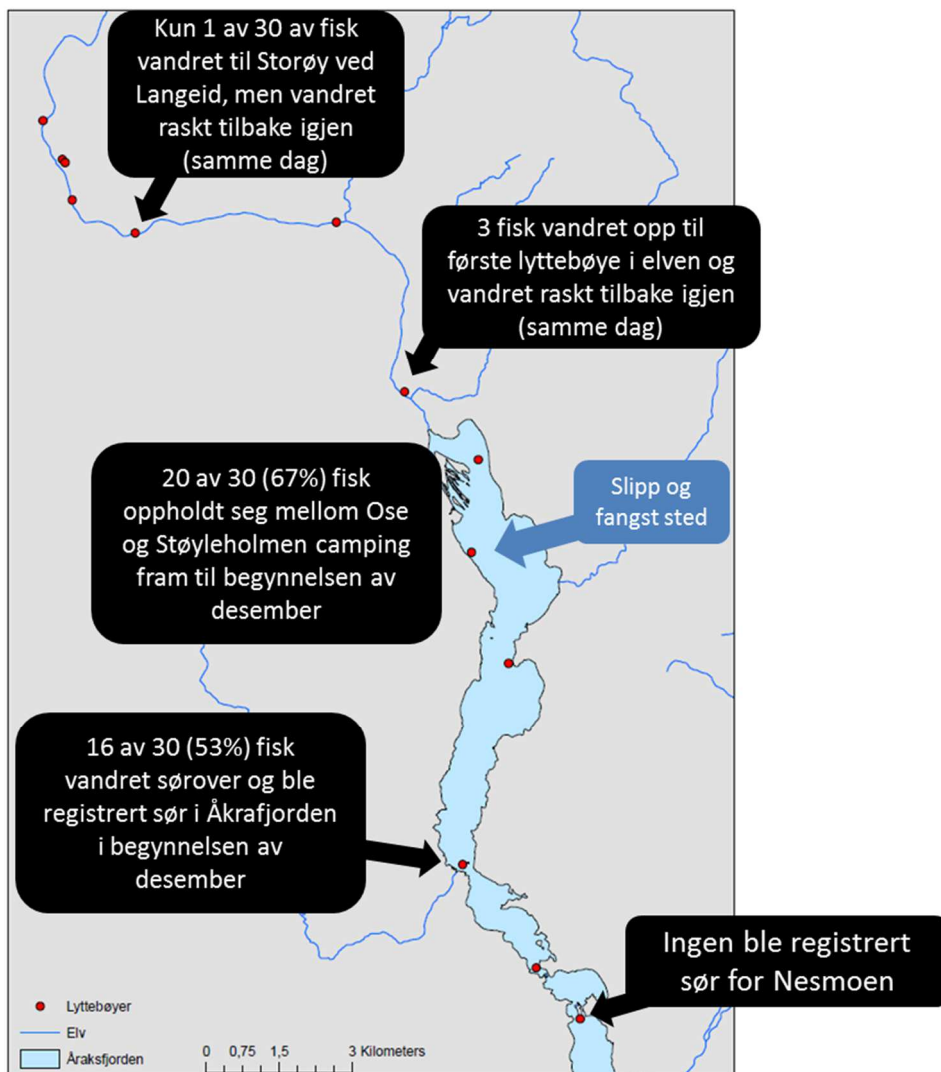 Kun 1 av 30 av fisk
vandret til Storøy ved
Langeid, men vandret
raskt tilbake igjen
(samme dag)
3 fisk vandret opp til
første lyttebøye i elven og
vandret raskt tilbake igjen
(samme dag)
20 av 30 (67%) fisk
oppholdt seg mellom Ose
og Støyleholmen camping
fram til begynnelsen av
desember
Slipp og
fangst sted
16 av 30 (53%) fisk
vandret sørover og ble
registrert sør i Åkrafjorden
i begynnelsen av
desember
Ingen ble registrert
sør for Nesmoen
Lyttebøyer
Elv
Åraksfjorden
0 0,75 1,5 3 Kilometers